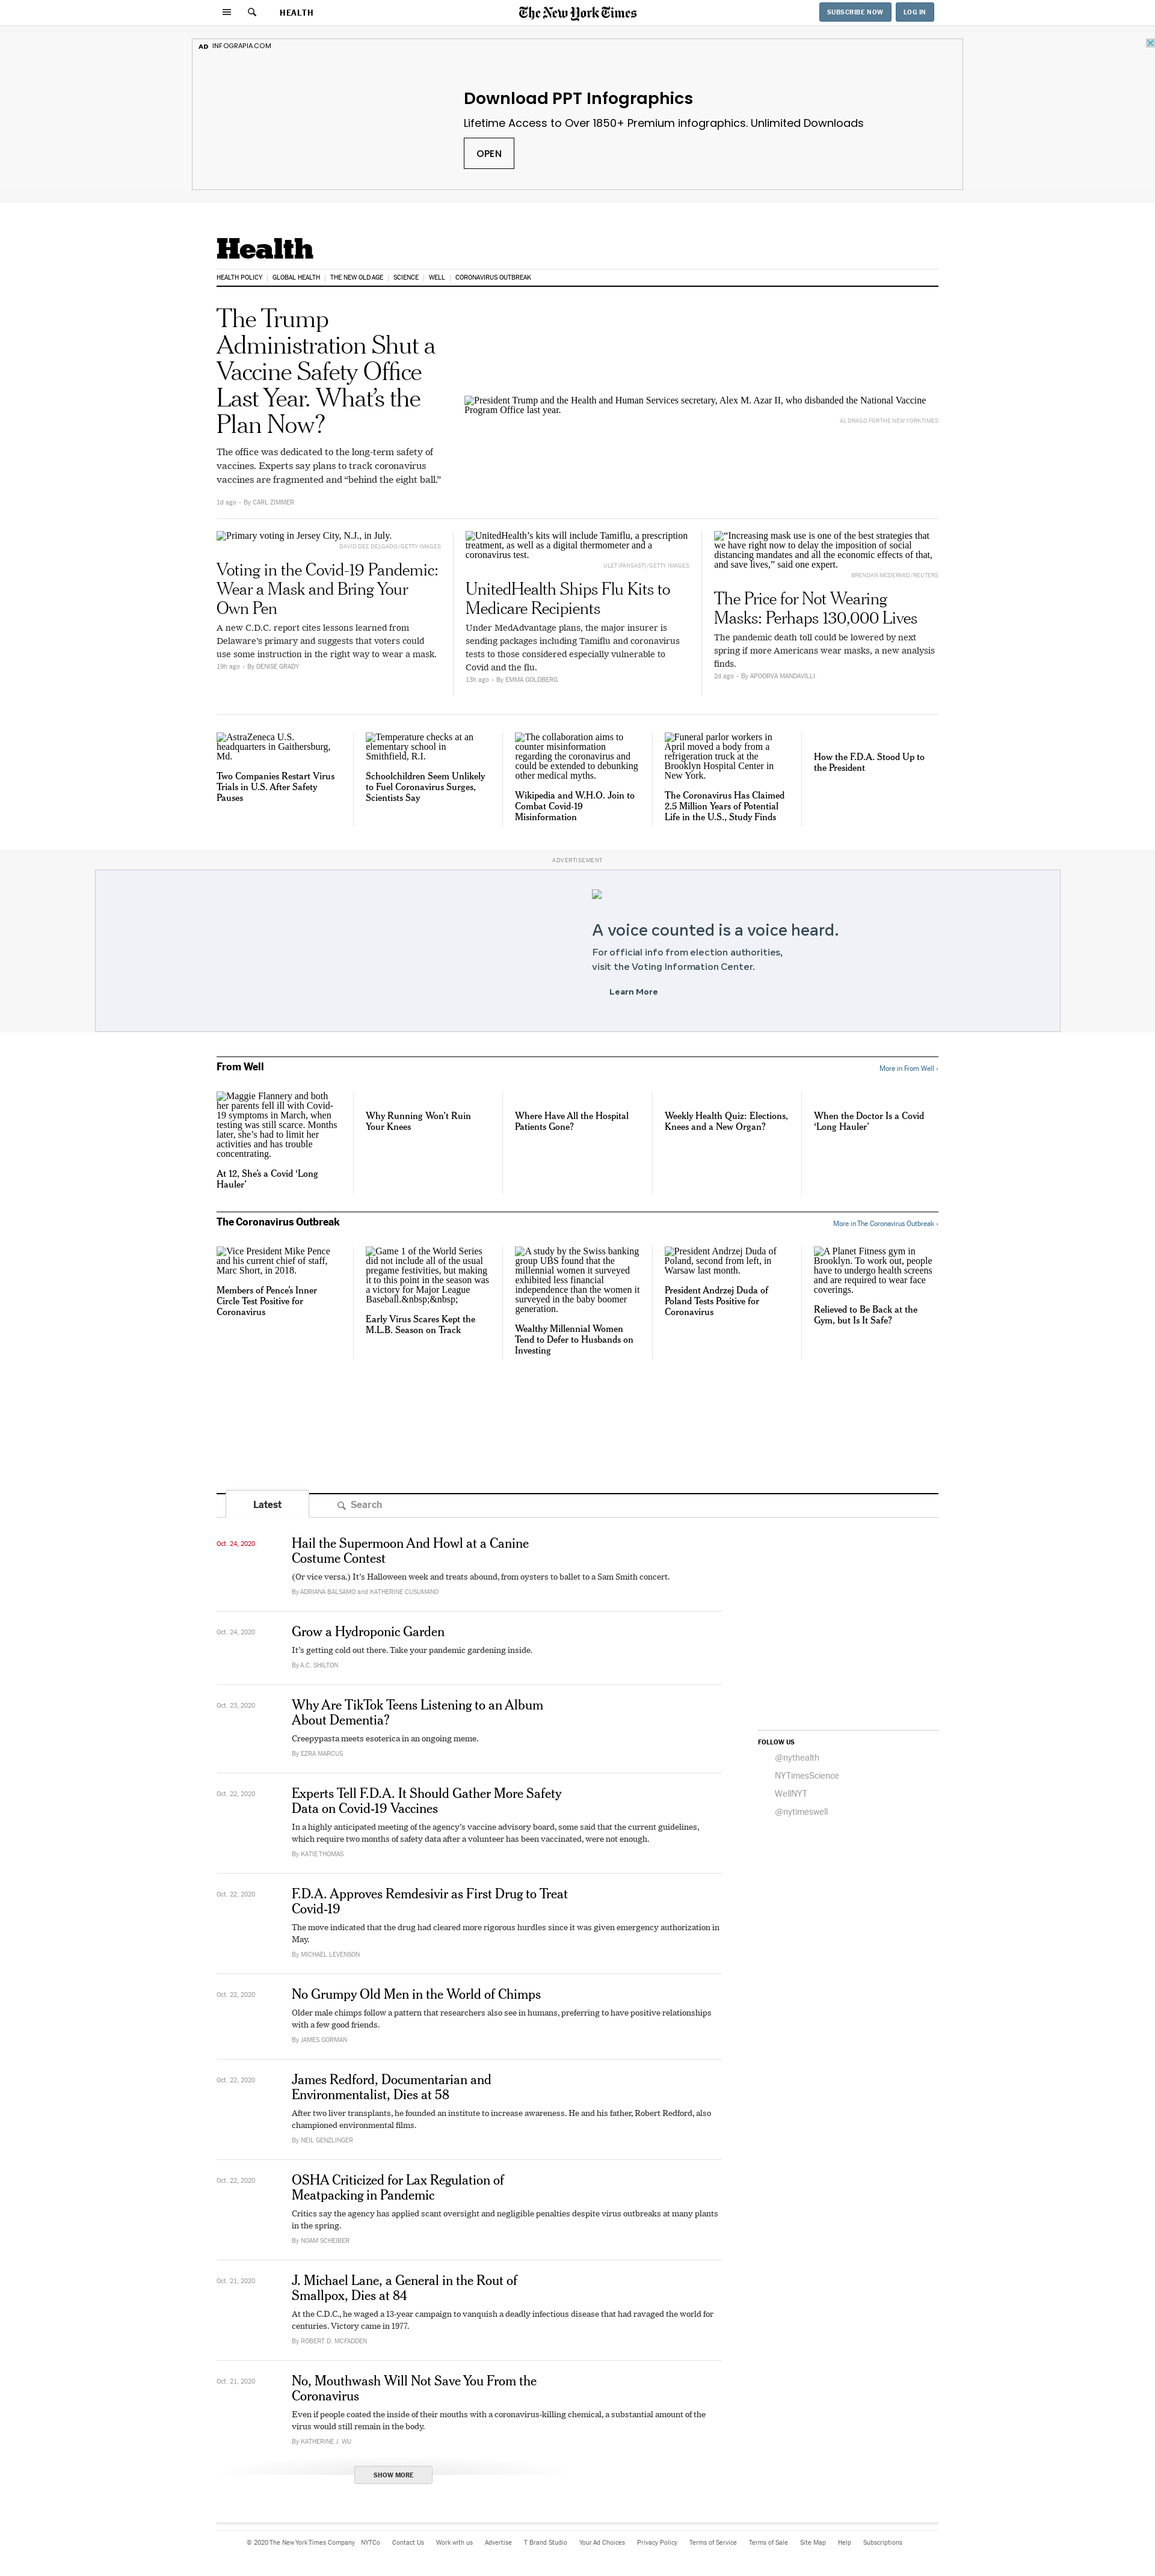 HEALTH
The New York Times
SUBSCRIBE NOW
LOG IN
AD INFOGRAPIA.COM
Download PPT Infographics
Lifetime Access to Over 1850+ Premium infographics. Unlimited Downloads
OPEN
Health
HEALTH POLICY
GLOBAL HEALTH
THE NEW OLD AGE
SCIENCE
WELL
CORONAVIRUS OUTBREAK
The Trump
Administration Shut a
Vaccine Safety Office
Last Year. What’s the
Plan Now?
The office was dedicated to the long-term safety of
vaccines. Experts say plans to track coronavirus
vaccines are fragmented and “behind the eight ball.”
1d ago • By CARL ZIMMER
President Trump and the Health and Human Services secretary, Alex M. Azar II, who disbanded the National Vaccine
Program Office last year.
AL DRAGO FOR THE NEW YORK TIMES
Primary voting in Jersey City, N.J., in July.
DAVID DEE DELGADO/GETTY IMAGES
Voting in the Covid-19 Pandemic:
Wear a Mask and Bring Your
Own Pen
A new C.D.C. report cites lessons learned from
Delaware’s primary and suggests that voters could
use some instruction in the right way to wear a mask.
19h ago • By DENISE GRADY
UnitedHealth’s kits will include Tamiflu, a prescription
treatment, as well as a digital thermometer and a
coronavirus test.
ULET IFANSASTI/GETTY IMAGES
UnitedHealth Ships Flu Kits to
Medicare Recipients
Under MedAdvantage plans, the major insurer is
sending packages including Tamiflu and coronavirus
tests to those considered especially vulnerable to
Covid and the flu.
13h ago • By EMMA GOLDBERG
“Increasing mask use is one of the best strategies that
we have right now to delay the imposition of social
distancing mandates and all the economic effects of that,
and save lives,” said one expert.
BRENDAN MCDERMID/REUTERS
The Price for Not Wearing
Masks: Perhaps 130,000 Lives
The pandemic death toll could be lowered by next
spring if more Americans wear masks, a new analysis
finds.
2d ago • By APOORVA MANDAVILLI
AstraZeneca U.S.
headquarters in Gaithersburg,
Md.
Two Companies Restart Virus
Trials in U.S. After Safety
Pauses
Temperature checks at an
elementary school in
Smithfield, R.I.
Schoolchildren Seem Unlikely
to Fuel Coronavirus Surges,
Scientists Say
The collaboration aims to
counter misinformation
regarding the coronavirus and
could be extended to debunking
other medical myths.
Wikipedia and W.H.O. Join to
Combat Covid-19
Misinformation
Funeral parlor workers in
April moved a body from a
refrigeration truck at the
Brooklyn Hospital Center in
New York.
The Coronavirus Has Claimed
2.5 Million Years of Potential
Life in the U.S., Study Finds
How the F.D.A. Stood Up to
the President
ADVERTISEMENT
A voice counted is a voice heard.
For official info from election authorities,
visit the Voting Information Center.
Learn More
From Well
More in From Well ›
Maggie Flannery and both
her parents fell ill with Covid-
19 symptoms in March, when
testing was still scarce. Months
later, she’s had to limit her
activities and has trouble
concentrating.
At 12, She’s a Covid ‘Long
Hauler’
Why Running Won’t Ruin
Your Knees
Where Have All the Hospital
Patients Gone?
Weekly Health Quiz: Elections,
Knees and a New Organ?
When the Doctor Is a Covid
‘Long Hauler’
The Coronavirus Outbreak
More in The Coronavirus Outbreak ›
Vice President Mike Pence
and his current chief of staff,
Marc Short, in 2018.
Members of Pence’s Inner
Circle Test Positive for
Coronavirus
Game 1 of the World Series
did not include all of the usual
pregame festivities, but making
it to this point in the season was
a victory for Major League
Baseball.&nbsp;&nbsp;
Early Virus Scares Kept the
M.L.B. Season on Track
A study by the Swiss banking
group UBS found that the
millennial women it surveyed
exhibited less financial
independence than the women it
surveyed in the baby boomer
generation.
Wealthy Millennial Women
Tend to Defer to Husbands on
Investing
President Andrzej Duda of
Poland, second from left, in
Warsaw last month.
President Andrzej Duda of
Poland Tests Positive for
Coronavirus
A Planet Fitness gym in
Brooklyn. To work out, people
have to undergo health screens
and are required to wear face
coverings.
Relieved to Be Back at the
Gym, but Is It Safe?
Latest
Search
Oct. 24, 2020
Hail the Supermoon And Howl at a Canine
Costume Contest
(Or vice versa.) It’s Halloween week and treats abound, from oysters to ballet to a Sam Smith concert.
By ADRIANA BALSAMO and KATHERINE CUSUMANO
Oct. 24, 2020
Grow a Hydroponic Garden
It’s getting cold out there. Take your pandemic gardening inside.
By A.C. SHILTON
Oct. 23, 2020
Why Are TikTok Teens Listening to an Album
About Dementia?
Creepypasta meets esoterica in an ongoing meme.
By EZRA MARCUS
Oct. 22, 2020
Experts Tell F.D.A. It Should Gather More Safety
Data on Covid-19 Vaccines
In a highly anticipated meeting of the agency’s vaccine advisory board, some said that the current guidelines,
which require two months of safety data after a volunteer has been vaccinated, were not enough.
By KATIE THOMAS
Oct. 22, 2020
F.D.A. Approves Remdesivir as First Drug to Treat
Covid-19
The move indicated that the drug had cleared more rigorous hurdles since it was given emergency authorization in
May.
By MICHAEL LEVENSON
Oct. 22, 2020
No Grumpy Old Men in the World of Chimps
Older male chimps follow a pattern that researchers also see in humans, preferring to have positive relationships
with a few good friends.
By JAMES GORMAN
Oct. 22, 2020
James Redford, Documentarian and
Environmentalist, Dies at 58
After two liver transplants, he founded an institute to increase awareness. He and his father, Robert Redford, also
championed environmental films.
By NEIL GENZLINGER
Oct. 22, 2020
OSHA Criticized for Lax Regulation of
Meatpacking in Pandemic
Critics say the agency has applied scant oversight and negligible penalties despite virus outbreaks at many plants
in the spring.
By NOAM SCHEIBER
Oct. 21, 2020
J. Michael Lane, a General in the Rout of
Smallpox, Dies at 84
At the C.D.C., he waged a 13-year campaign to vanquish a deadly infectious disease that had ravaged the world for
centuries. Victory came in 1977.
By ROBERT D. MCFADDEN
Oct. 21, 2020
No, Mouthwash Will Not Save You From the
Coronavirus
Even if people coated the inside of their mouths with a coronavirus-killing chemical, a substantial amount of the
virus would still remain in the body.
By KATHERINE J. WU
SHOW MORE
FOLLOW US
@nythealth
NYTimesScience
WellNYT
@nytimeswell
© 2020 The New York Times Company
NYTCo
Contact Us
Work with us
Advertise
T Brand Studio
Your Ad Choices
Privacy Policy
Terms of Service
Terms of Sale
Site Map
Help
Subscriptions